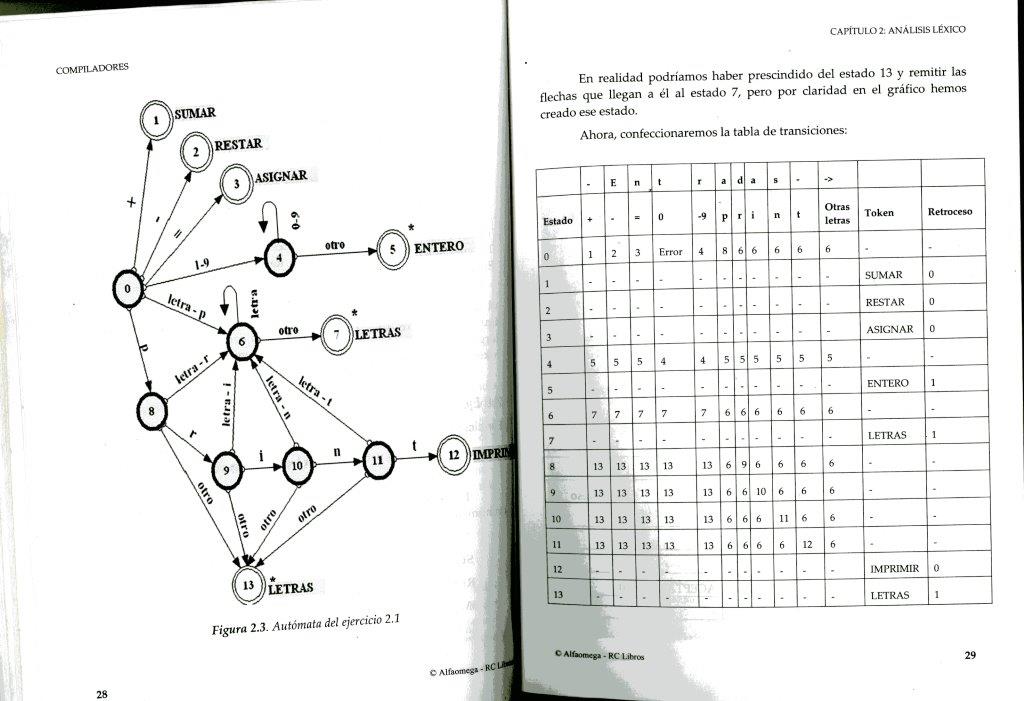 COMPILADORES
1 SUMAR
2 RESTAR
3 ASIGNAR
+
-
=
0-9
*
0
1-9
4
otro
5 ENTERO
letra - p
letra
*
6
otro
7 LETRAS
p
letra - r
letra - i
letra - n
letra - t
8
r
9
i
10
n
11
t
12 IMPRIM
otro
otro
otro
otro
*
13 LETRAS
Figura 2.3. Autómata del ejercicio 2.1
© Alfaomega - RC Libros
28
CAPÍTULO 2: ANÁLISIS LÉXICO
En realidad podríamos haber prescindido del estado 13 y remitir las
flechas que llegan a él al estado 7, pero por claridad en el gráfico hemos
creado ese estado.
Ahora, confeccionaremos la tabla de transiciones:
- E n t r a d a s - ->
Estado + - = 0 -9 p r i n t Otras letras Token Retroceso
0 1 2 3 Error 4 8 6 6 6 6 6 - -
1 - - - - - - - - - - - SUMAR 0
2 - - - - - - - - - - - RESTAR 0
3 - - - - - - - - - - - ASIGNAR 0
4 5 5 5 4 4 5 5 5 5 5 5 - -
5 - - - - - - - - - - ENTERO 1
6 7 7 7 7 7 6 6 6 6 6 6 - -
7 - - - - - - - - - - - LETRAS 1
8 13 13 13 13 13 6 9 6 6 6 6 - -
9 13 13 13 13 13 6 6 10 6 6 6 - -
10 13 13 13 13 13 6 6 6 11 6 6 - -
11 13 13 13 13 13 6 6 6 6 12 6 - -
12 - - - - - - - - - - - IMPRIMIR 0
13 - - - - - - - - - - - LETRAS 1
© Alfaomega - RC Libros
29